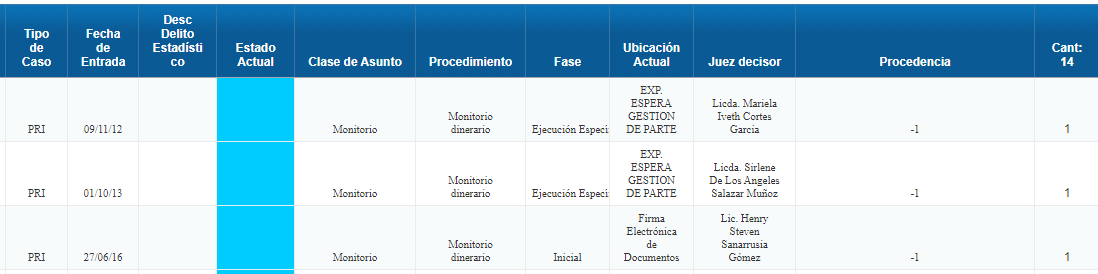 Tipo
de
Caso
Fecha
de
Entrada
Desc
Delito
Estadísti
co
Estado
Actual
Clase de Asunto
Procedimiento
Fase
Ubicación
Actual
Juez decisor
Procedencia
Cant:
14
PRI
09/11/12
Monitorio
Monitorio
dinerario
Ejecución Especí
EXP.
ESPERA
GESTION
DE PARTE
Licda. Mariela
Iveth Cortes
Garcia
-1
1
PRI
01/10/13
Monitorio
Monitorio
dinerario
Ejecución Especí
EXP.
ESPERA
GESTION
DE PARTE
Licda. Sirlene
De Los Angeles
Salazar Muñoz
-1
1
PRI
27/06/16
Monitorio
Monitorio
dinerario
Inicial
Firma
Electrónica
de
Documentos
Lic. Henry
Steven
Sanarrusia
Gómez
-1
1